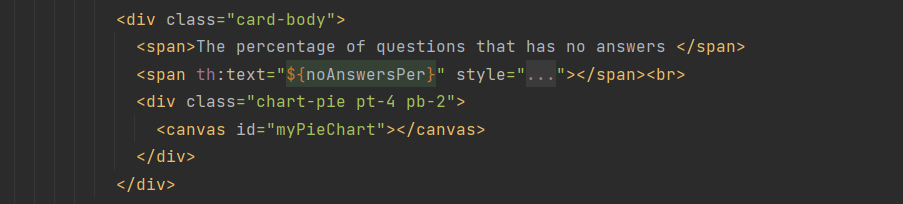 <div class="card-body">
<span>The percentage of questions that has no answers </span>
<span th:text="${noAnswersPer}" style="..."></span><br>
<div class="chart-pie pt-4 pb-2">
<canvas id="myPieChart"></canvas>
</div>
</div>